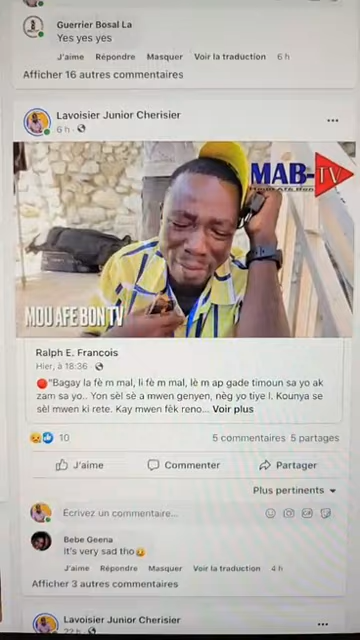 Guerrier Bosal La
Yes yes yes
J'aime Répondre Masquer Voir la traduction 6 h
Afficher 16 autres commentaires
Lavoisier Junior Cherisier
6 h
MAB-TV
MOU AFE BON TV
Ralph E. Francois
Hier, à 18:36
"Bagay la fè m mal, li fè m mal, lè m ap gade timoun sa yo ak
zam sa yo.. Yon sèl sè a mwen genyen, nèg yo tiye l. Kounya se
sèl mwen ki rete. Kay mwen fèk reno... Voir plus
10 5 commentaires 5 partages
J'aime Commenter Partager
Plus pertinents
Écrivez un commentaire...
Bebe Geena
It's very sad tho
J'aime Répondre Masquer Voir la traduction 4 h
Afficher 3 autres commentaires
Lavoisier Junior Cherisier
22 h